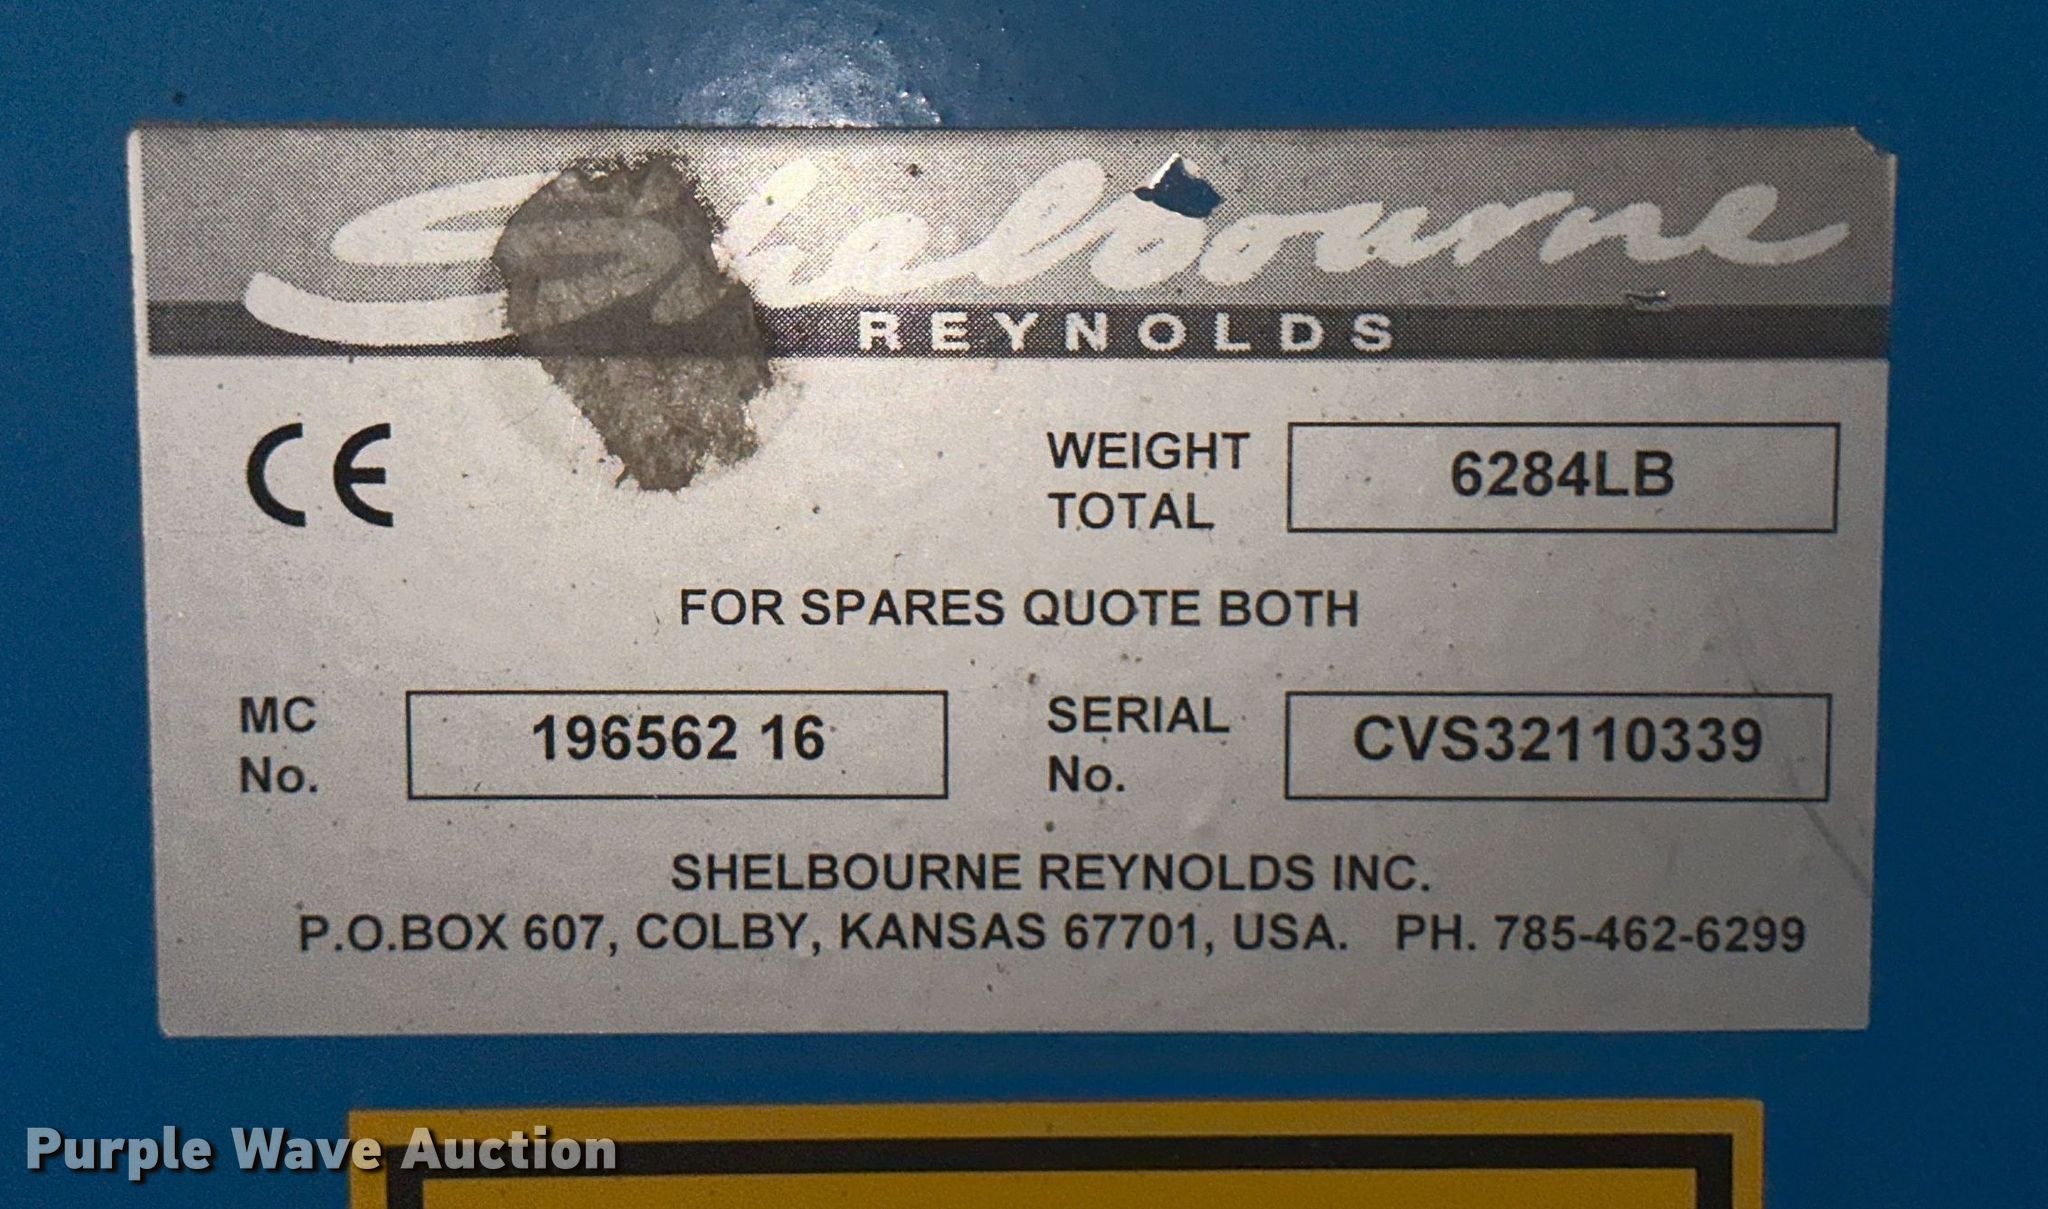 Shelbourne
REYNOLDS
CE
WEIGHT TOTAL 6284LB
FOR SPARES QUOTE BOTH
MC No. 196562 16 SERIAL No. CVS32110339
SHELBOURNE REYNOLDS INC.
P.O.BOX 607, COLBY, KANSAS 67701, USA. PH. 785-462-6299
Purple Wave Auction